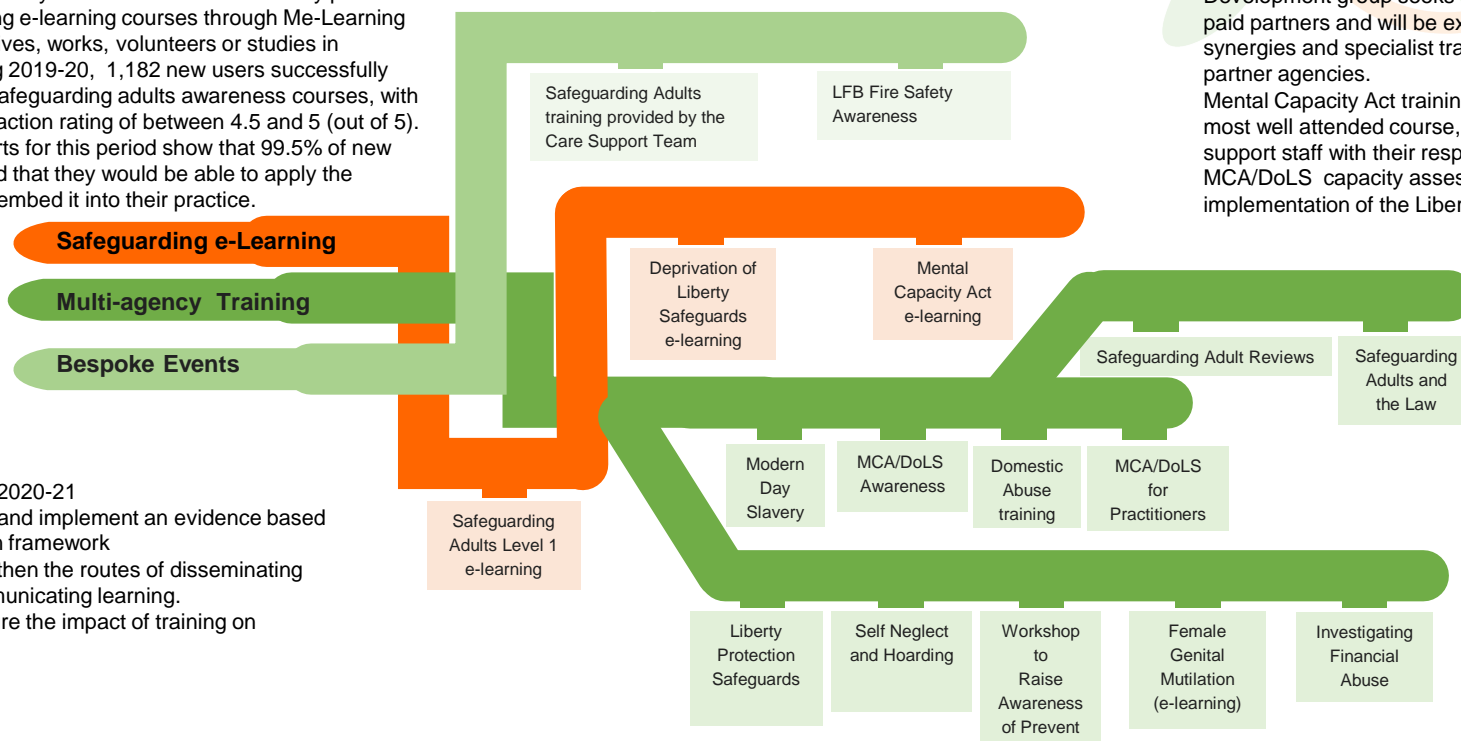 ng e-learning courses through Me-Learning
ives, works, volunteers or studies in
g 2019-20, 1,182 new users successfully
safeguarding adults awareness courses, with
action rating of between 4.5 and 5 (out of 5).
rts for this period show that 99.5% of new
d that they would be able to apply the
embed it into their practice.
paid partners and will be ex
synergies and specialist tra
partner agencies.
Mental Capacity Act trainin
most well attended course,
support staff with their resp
MCA/DoLS capacity asses
implementation of the Liber
Safeguarding Adults
training provided by the
Care Support Team
LFB Fire Safety
Awareness
Safeguarding e-Learning
Multi-agency Training
Bespoke Events
Deprivation of
Liberty
Safeguards
e-learning
Mental
Capacity Act
e-learning
Safeguarding Adult Reviews
Safeguarding
Adults and
the Law
Modern
Day
Slavery
MCA/DoLS
Awareness
Domestic
Abuse
training
MCA/DoLS
for
Practitioners
2020-21
and implement an evidence based
n framework
then the routes of disseminating
municating learning.
re the impact of training on
Safeguarding
Adults Level 1
e-learning
Liberty
Protection
Safeguards
Self Neglect
and Hoarding
Workshop
to
Raise
Awareness
of Prevent
Female
Genital
Mutilation
(e-learning)
Investigating
Financial
Abuse